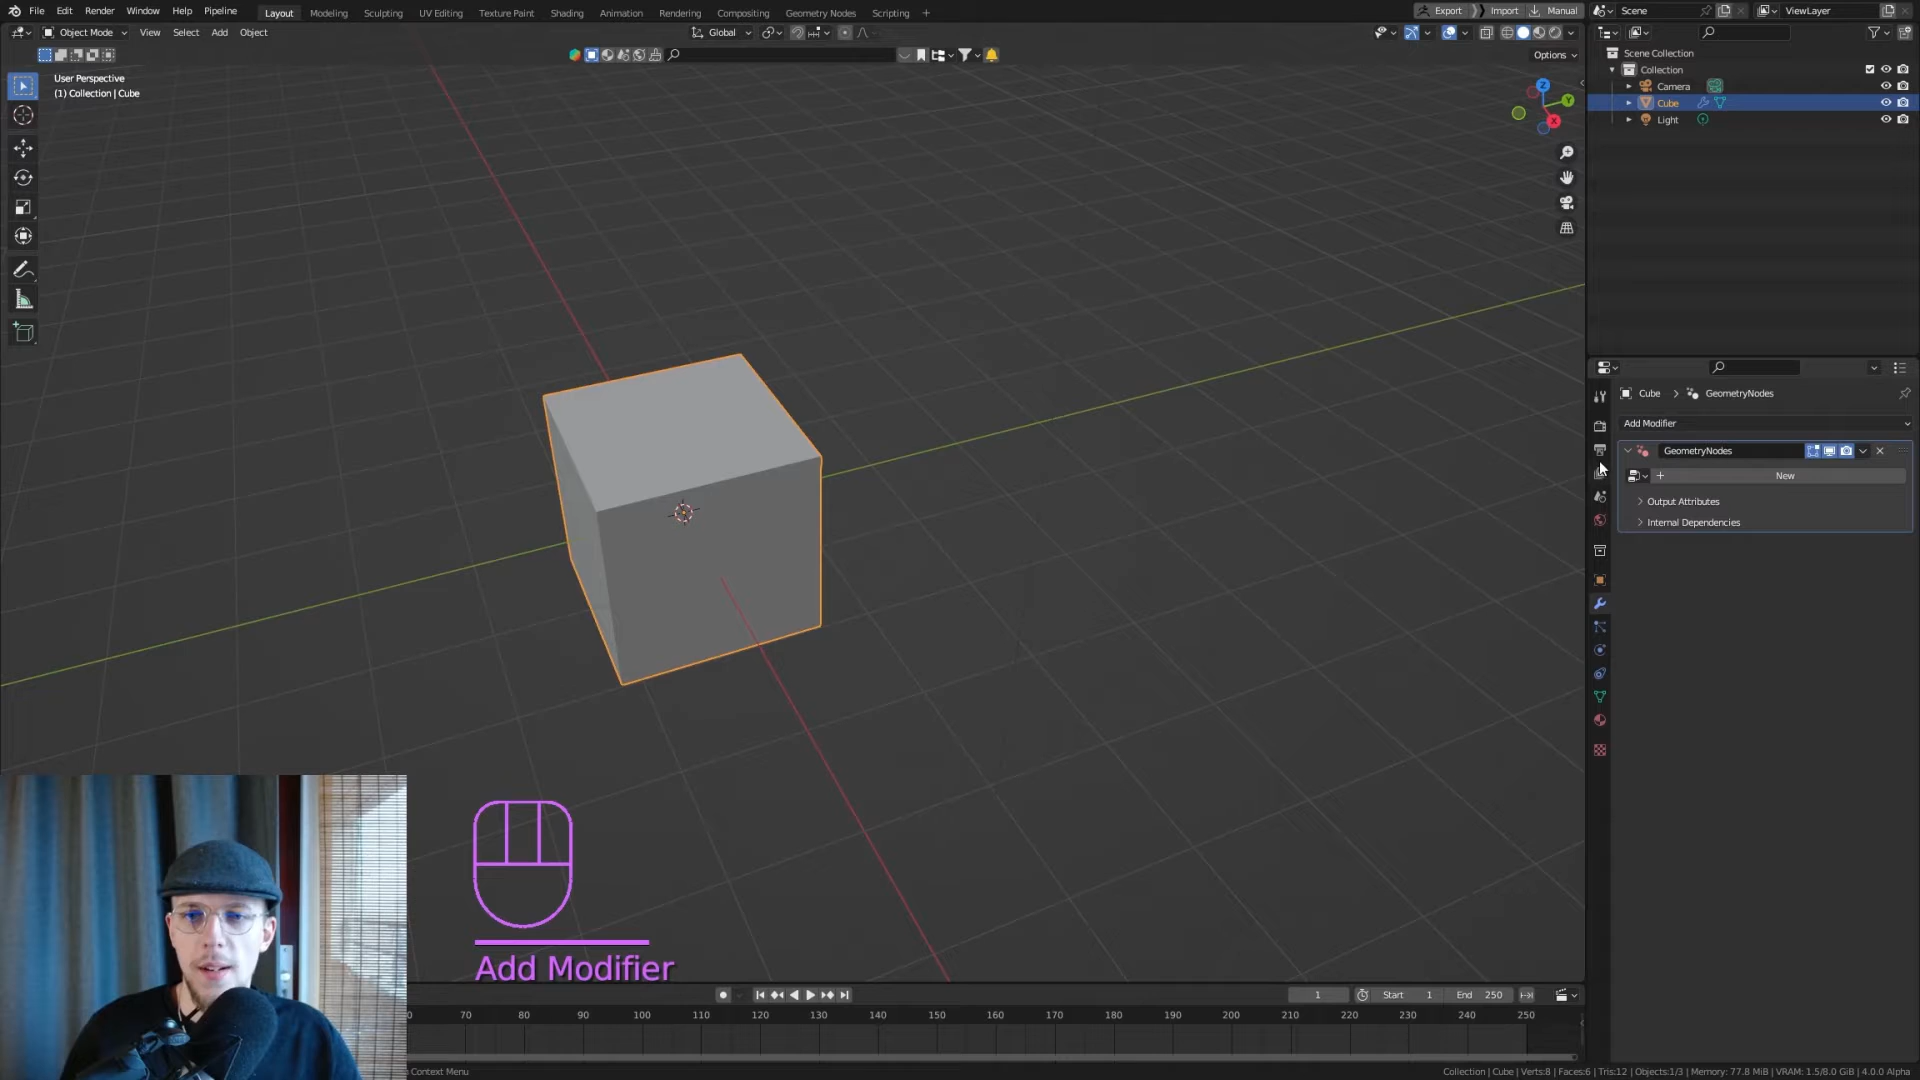 File Edit Render Window Help Pipeline
Layout Modeling Sculpting UV Editing Texture Paint Shading Animation Rendering Compositing Geometry Nodes Scripting +
Export Import Manual
Scene
ViewLayer
Object Mode View Select Add Object
Global
Options
User Perspective
(1) Collection | Cube
Z
Y
X
Scene Collection
Collection
Camera
Cube
Light
Cube > GeometryNodes
Add Modifier
GeometryNodes
+ New
Output Attributes
Internal Dependencies
Add Modifier
1 Start 1 End 250
70 80 90 100 110 120 130 140 150 160 170 180 190 200 210 220 230 240 250
Context Menu
Collection | Cube | Verts:8 | Faces:6 | Tris:12 | Objects:1/3 | Memory: 77.8 MiB | VRAM: 1.5/8.0 GiB | 4.0.0 Alpha